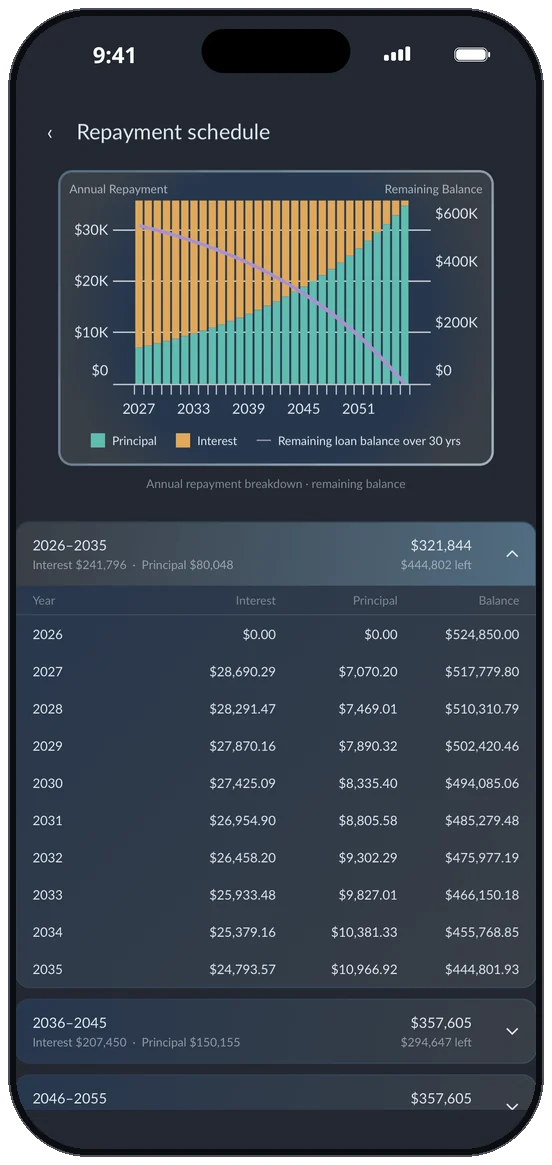 9:41
‹ Repayment schedule
Annual Repayment Remaining Balance
$30K $600K
$20K $400K
$10K $200K
$0 $0
2027 2033 2039 2045 2051
Principal Interest Remaining loan balance over 30 yrs
Annual repayment breakdown · remaining balance
2026–2035 $321,844
Interest $241,796 · Principal $80,048 $444,802 left
Year Interest Principal Balance
2026 $0.00 $0.00 $524,850.00
2027 $28,690.29 $7,070.20 $517,779.80
2028 $28,291.47 $7,469.01 $510,310.79
2029 $27,870.16 $7,890.32 $502,420.46
2030 $27,425.09 $8,335.40 $494,085.06
2031 $26,954.90 $8,805.58 $485,279.48
2032 $26,458.20 $9,302.29 $475,977.19
2033 $25,933.48 $9,827.01 $466,150.18
2034 $25,379.16 $10,381.33 $455,768.85
2035 $24,793.57 $10,966.92 $444,801.93
2036–2045 $357,605
Interest $207,450 · Principal $150,155 $294,647 left
2046–2055 $357,605